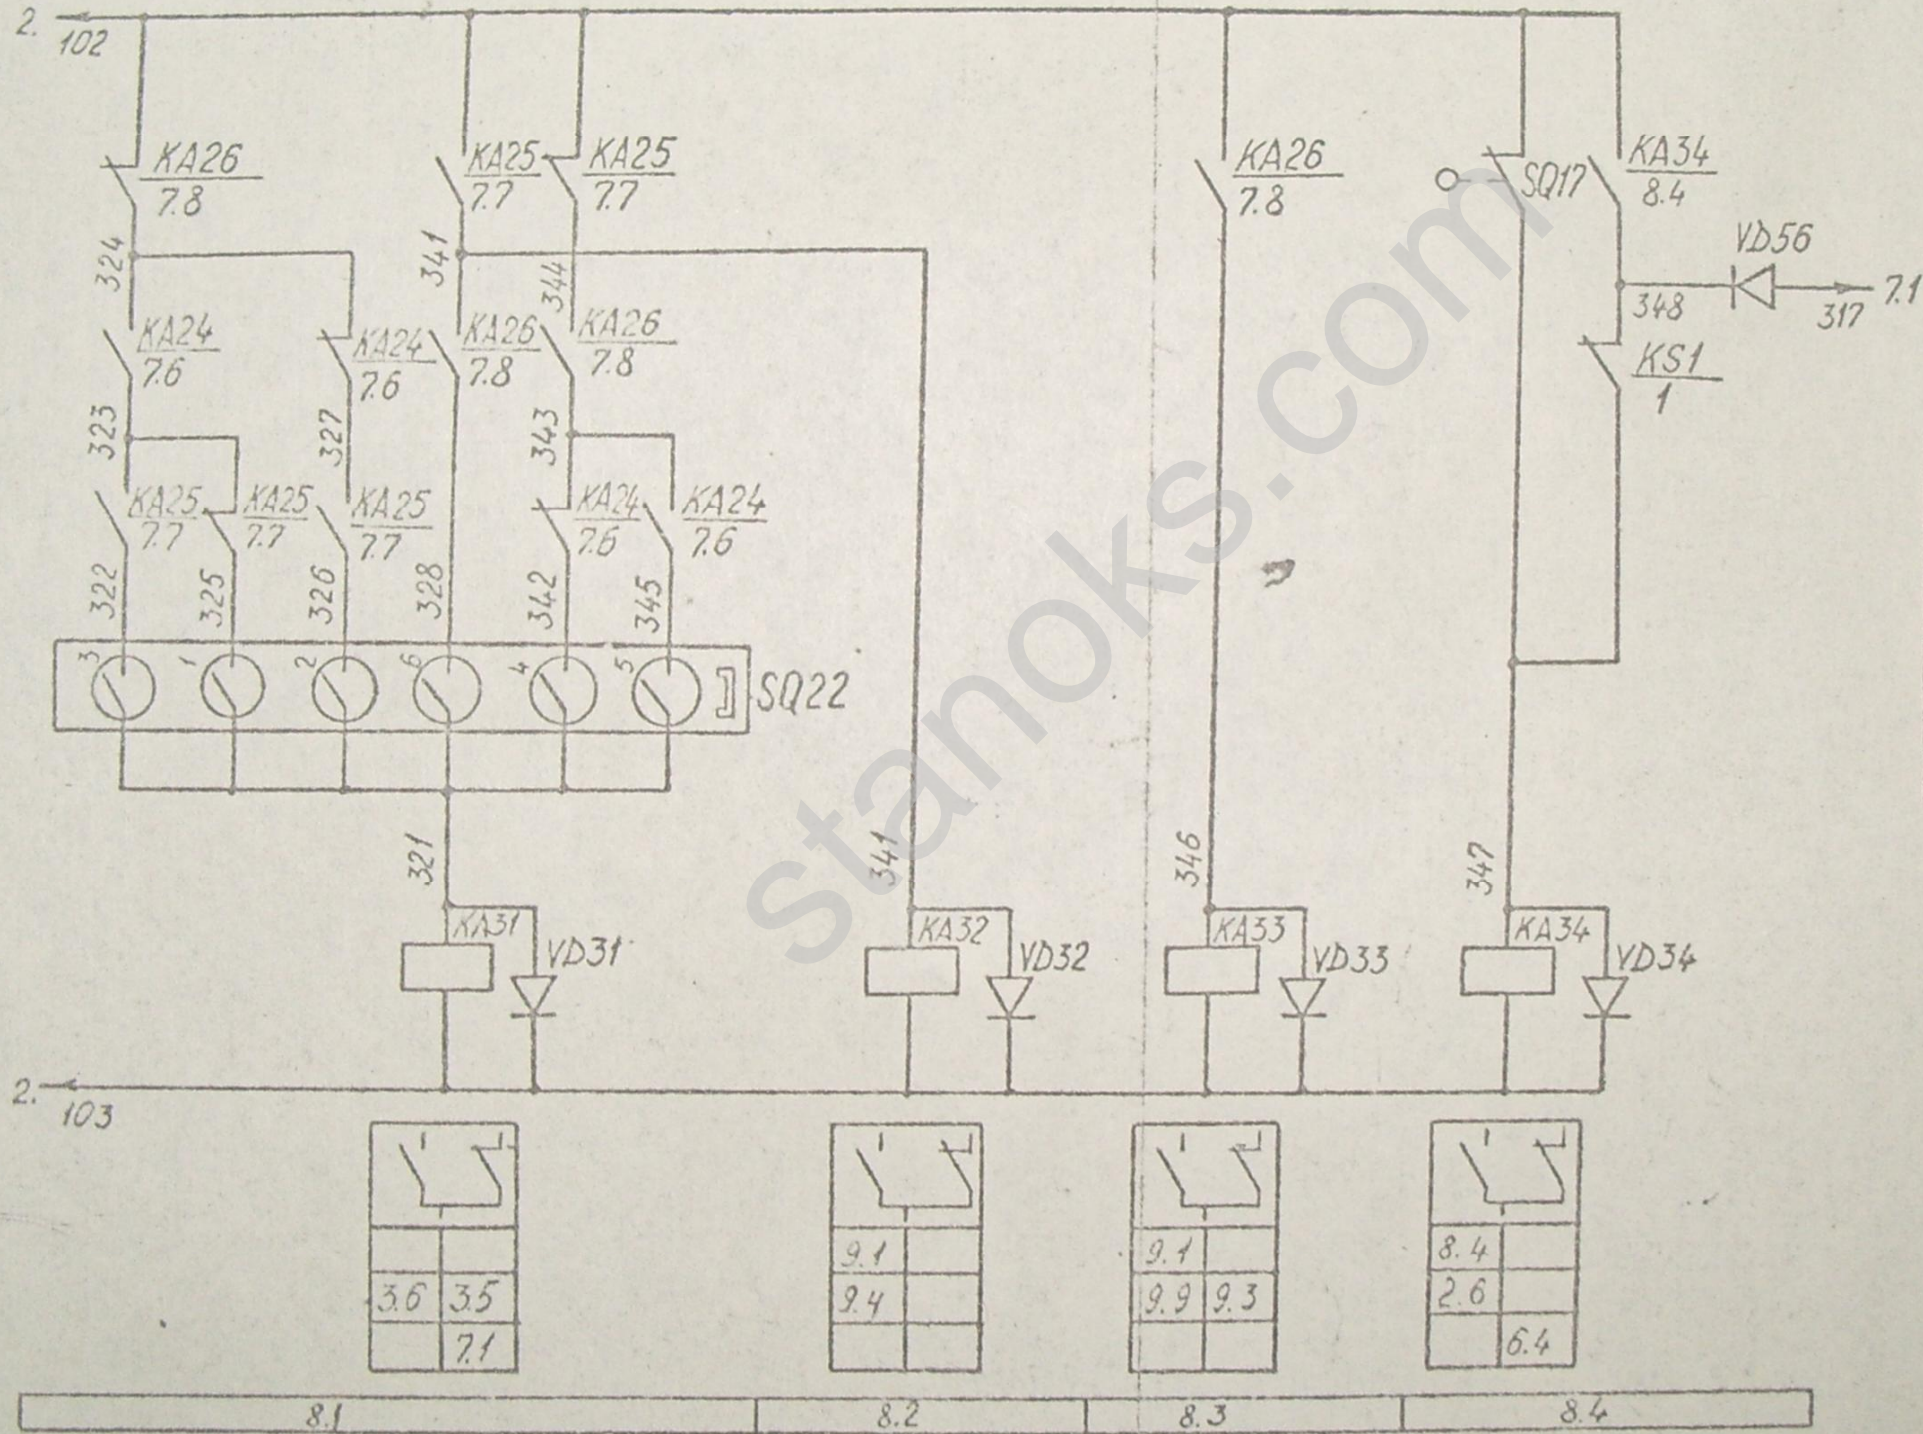 2.
102
KA26
7.8
KA25
7.7
KA25
7.7
KA26
7.8
SQ17
KA34
8.4
VD56
348
317
7.1
324
341
344
KA24
7.6
KA24
7.6
KA26
7.8
KA26
7.8
KS1
1
323
327
343
KA25
7.7
KA25
7.7
KA25
7.7
KA24
7.6
KA24
7.6
322
325
326
328
342
345
3
1
2
6
4
5
SQ22
321
341
346
347
KA31
VD31
KA32
VD32
KA33
VD33
KA34
VD34
2.
103
3.6 3.5
7.1
9.1
9.4
9.1
9.9 9.3
8.4
2.6
6.4
8.1 8.2 8.3 8.4
stanoks.com